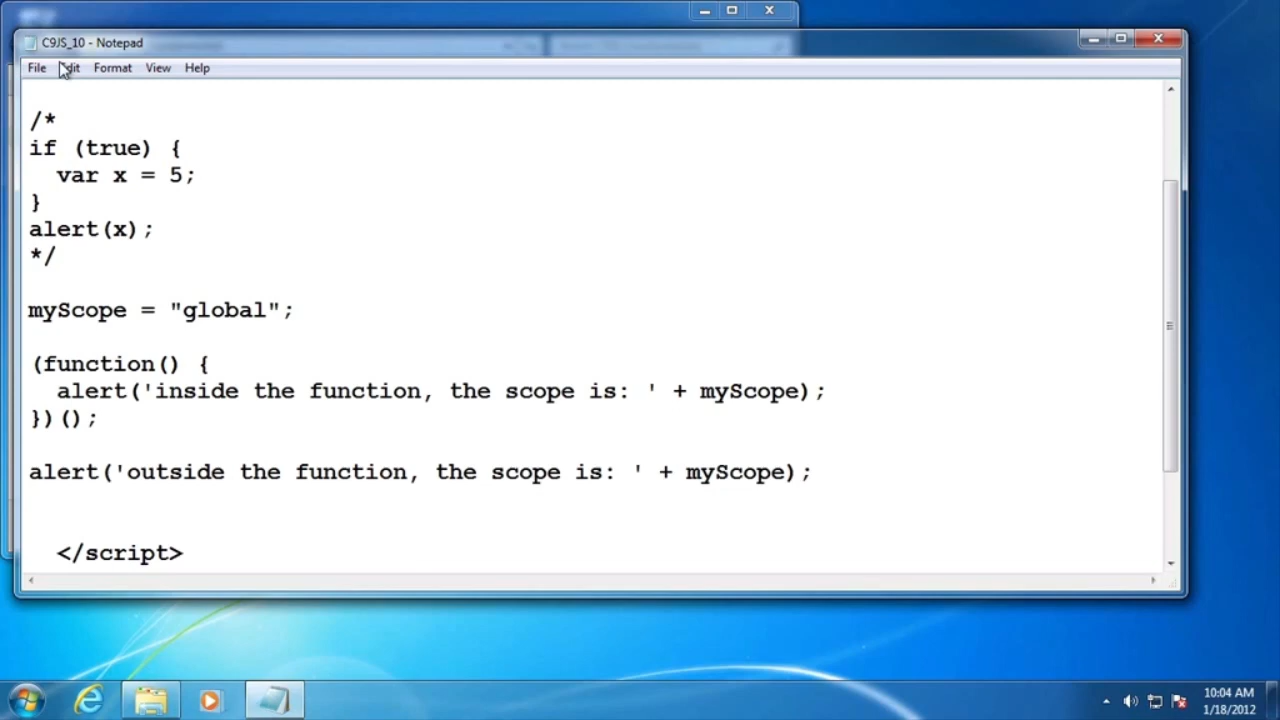 C9JS_10 - Notepad
File Edit Format View Help
/*
if (true) {
  var x = 5;
}
alert(x);
*/
myScope = "global";
(function() {
  alert('inside the function, the scope is: ' + myScope);
})();
alert('outside the function, the scope is: ' + myScope);
  </script>
10:04 AM
1/18/2012